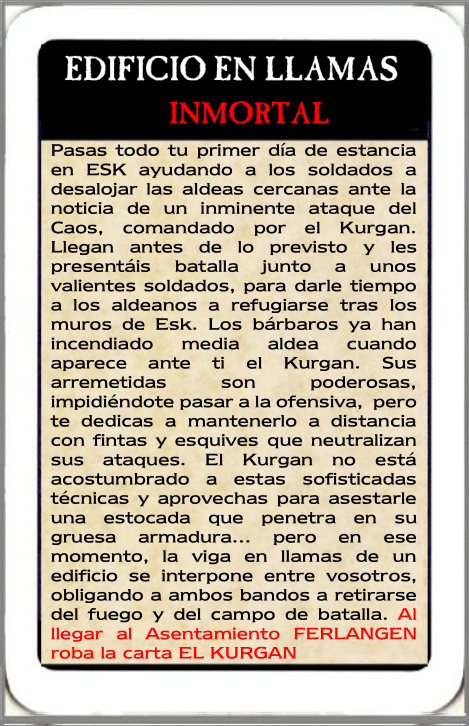 EDIFICIO EN LLAMAS
INMORTAL
Pasas todo tu primer día de estancia
en ESK ayudando a los soldados a
desalojar las aldeas cercanas ante la
noticia de un inminente ataque del
Caos, comandado por el Kurgan.
Llegan antes de lo previsto y les
presentáis batalla junto a unos
valientes soldados, para darle tiempo
a los aldeanos a refugiarse tras los
muros de Esk. Los bárbaros ya han
incendiado media aldea cuando
aparece ante ti el Kurgan. Sus
arremetidas son poderosas,
impidiéndote pasar a la ofensiva, pero
te dedicas a mantenerlo a distancia
con fintas y esquives que neutralizan
sus ataques. El Kurgan no está
acostumbrado a estas sofisticadas
técnicas y aprovechas para asestarle
una estocada que penetra en su
gruesa armadura... pero en ese
momento, la viga en llamas de un
edificio se interpone entre vosotros,
obligando a ambos bandos a retirarse
del fuego y del campo de batalla. Al
llegar al Asentamiento FERLANGEN
roba la carta EL KURGAN